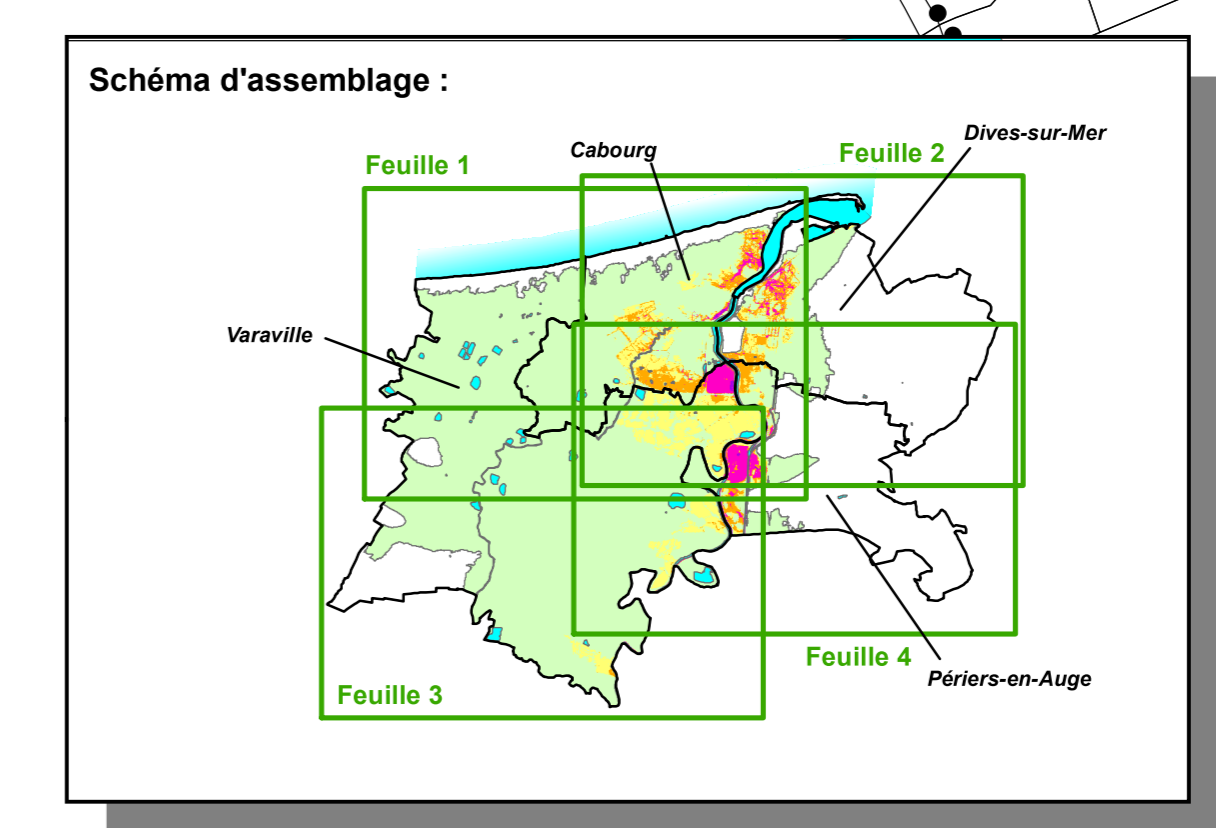 Schéma d'assemblage :
Dives-sur-Mer
Cabourg
Feuille 2
Feuille 1
Varaville
Feuille 4
Périers-en-Auge
Feuille 3